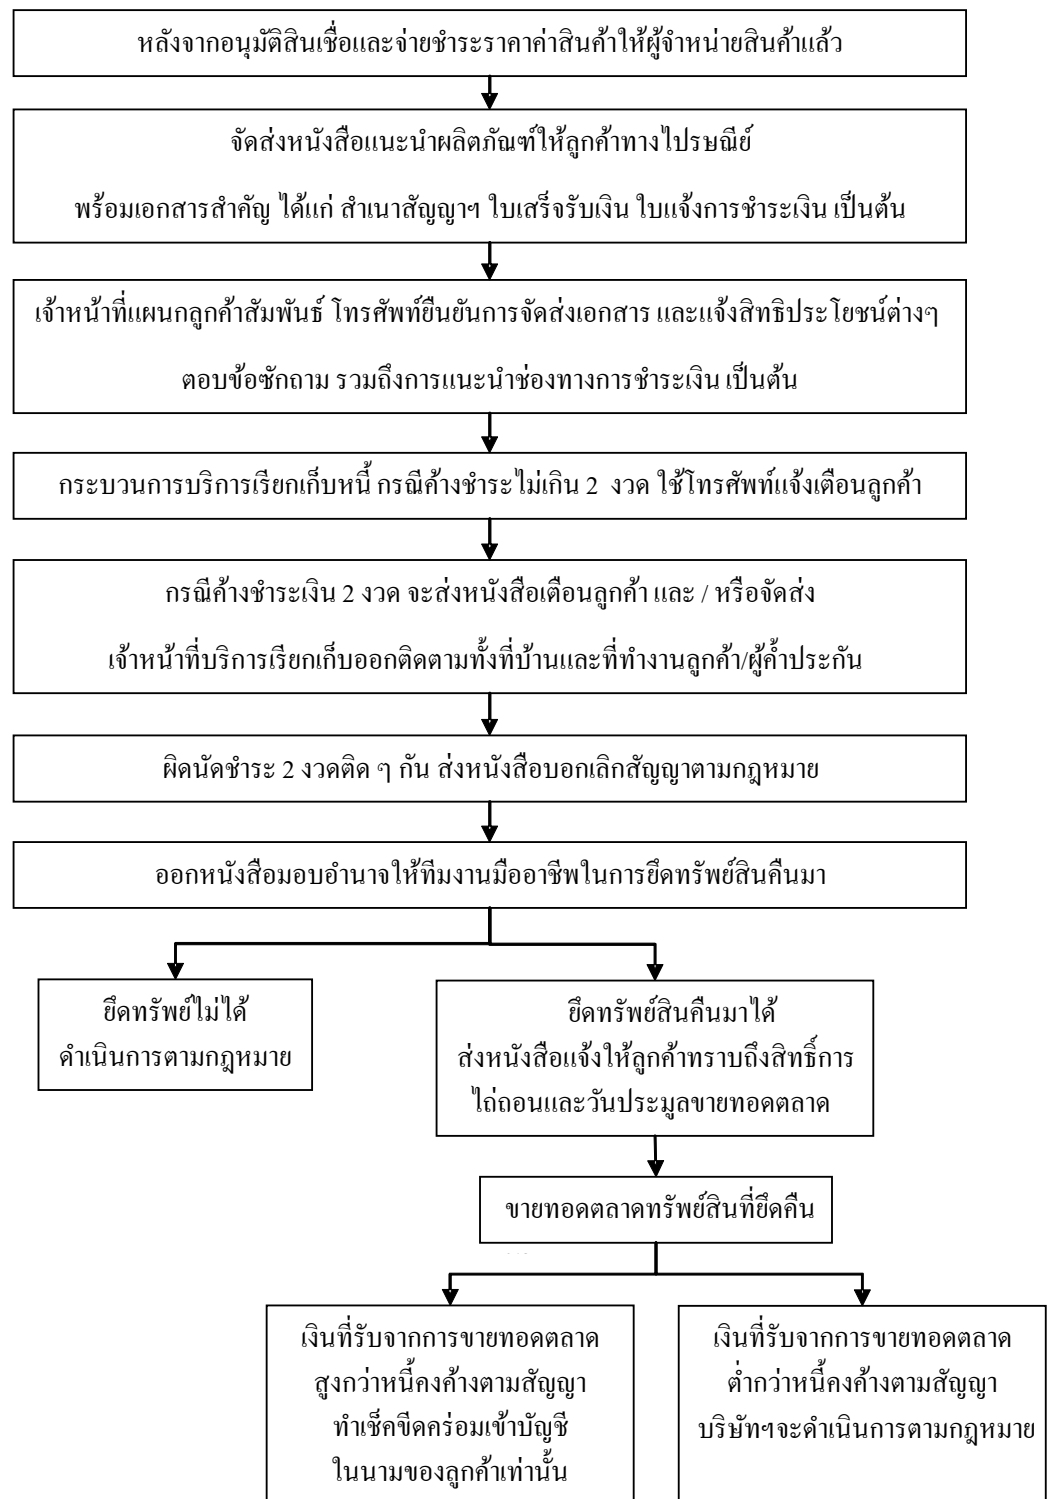 หลังจากอนุมัติสินเชื่อและจ่ายชำระราคาค่าสินค้าให้ผู้จำหน่ายสินค้าแล้ว
จัดส่งหนังสือแนะนำผลิตภัณฑ์ให้ลูกค้าทางไปรษณีย์
พร้อมเอกสารสำคัญ ได้แก่ สำเนาสัญญาฯ ใบเสร็จรับเงิน ใบแจ้งการชำระเงิน เป็นต้น
เจ้าหน้าที่แผนกลูกค้าสัมพันธ์ โทรศัพท์ยืนยันการจัดส่งเอกสาร และแจ้งสิทธิประโยชน์ต่างๆ
ตอบข้อซักถาม รวมถึงการแนะนำช่องทางการชำระเงิน เป็นต้น
กระบวนการบริการเรียกเก็บหนี้ กรณีค้างชำระไม่เกิน 2 งวด ใช้โทรศัพท์แจ้งเตือนลูกค้า
กรณีค้างชำระเงิน 2 งวด จะส่งหนังสือเตือนลูกค้า และ / หรือจัดส่ง
เจ้าหน้าที่บริการเรียกเก็บออกติดตามทั้งที่บ้านและที่ทำงานลูกค้า/ผู้ค้ำประกัน
ผิดนัดชำระ 2 งวดติด ๆ กัน ส่งหนังสือบอกเลิกสัญญาตามกฎหมาย
ออกหนังสือมอบอำนาจให้ทีมงานมืออาชีพในการยึดทรัพย์สินคืนมา
ยึดทรัพย์ไม่ได้
ดำเนินการตามกฎหมาย
ยึดทรัพย์สินคืนมาได้
ส่งหนังสือแจ้งให้ลูกค้าทราบถึงสิทธิ์การ
ไถ่ถอนและวันประมูลขายทอดตลาด
ขายทอดตลาดทรัพย์สินที่ยึดคืน
เงินที่รับจากการขายทอดตลาด
สูงกว่าหนี้คงค้างตามสัญญา
ทำเช็คขีดคร่อมเข้าบัญชี
ในนามของลูกค้าเท่านั้น
เงินที่รับจากการขายทอดตลาด
ต่ำกว่าหนี้คงค้างตามสัญญา
บริษัทฯจะดำเนินการตามกฎหมาย